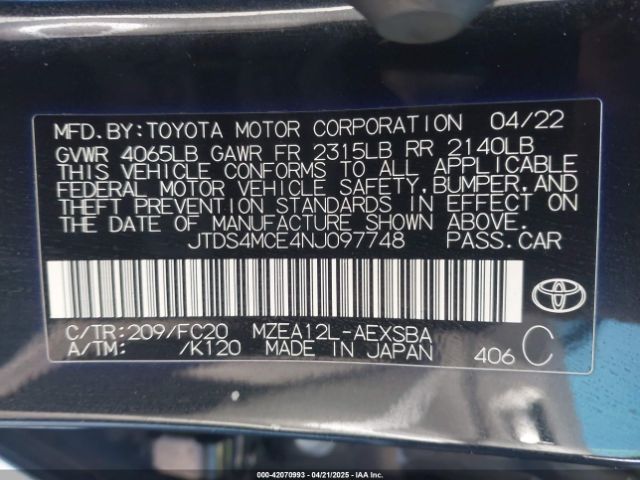 MFD.BY:TOYOTA MOTOR CORPORATION 04/22
GVWR 4065LB GAWR FR 2315LB RR 2140LB
THIS VEHICLE CONFORMS TO ALL APPLICABLE
FEDERAL MOTOR VEHICLE SAFETY,BUMPER,AND
THEFT PREVENTION STANDARDS IN EFFECT ON
THE DATE OF MANUFACTURE SHOWN ABOVE.
JTDS4MCE4NJ097748 PASS.CAR
C/TR:209/FC20 MZEA12L-AEXSBA
A/TM: /K120 MADE IN JAPAN 406 C
000-42070993 04/21/2025 IAA Inc.